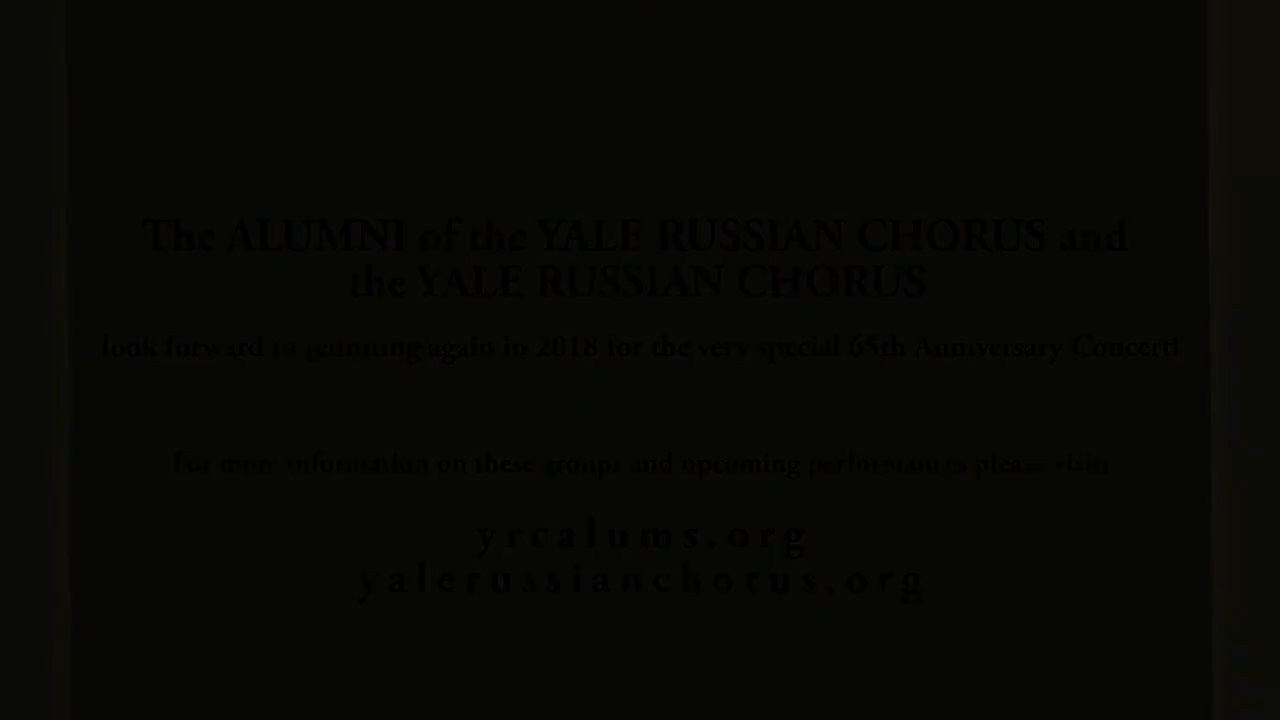 The ALUMNI of the YALE RUSSIAN CHORUS and
the YALE RUSSIAN CHORUS
look forward to reuniting again in 2018 for the very special 65th Anniversary Concert!
For more information on these groups and upcoming performances please visit:
yrcalums.org
yalerussianchorus.org